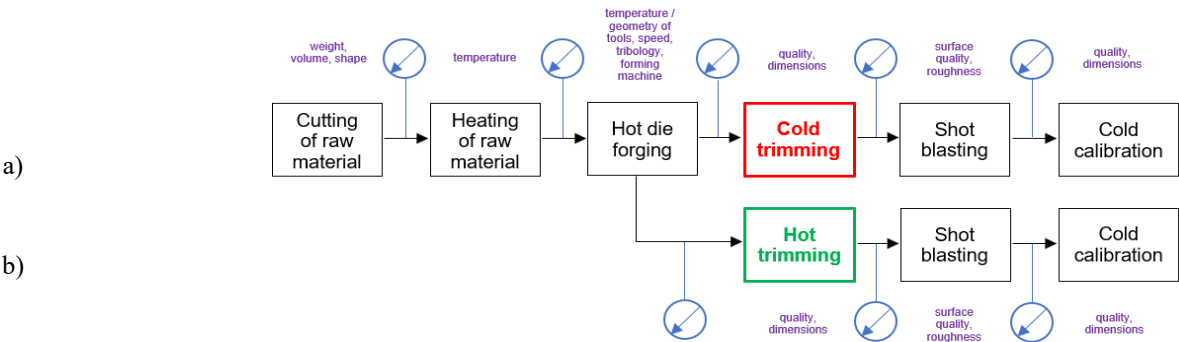 weight,
volume, shape
temperature
temperature /
geometry of
tools, speed,
tribology,
forming
machine
quality,
dimensions
surface
quality,
roughness
quality,
dimensions
a)
Cutting
of raw
material
Heating
of raw
material
Hot die
forging
Cold
trimming
Shot
blasting
Cold
calibration
b)
Hot
trimming
Shot
blasting
Cold
calibration
quality,
dimensions
surface
quality,
roughness
quality,
dimensions